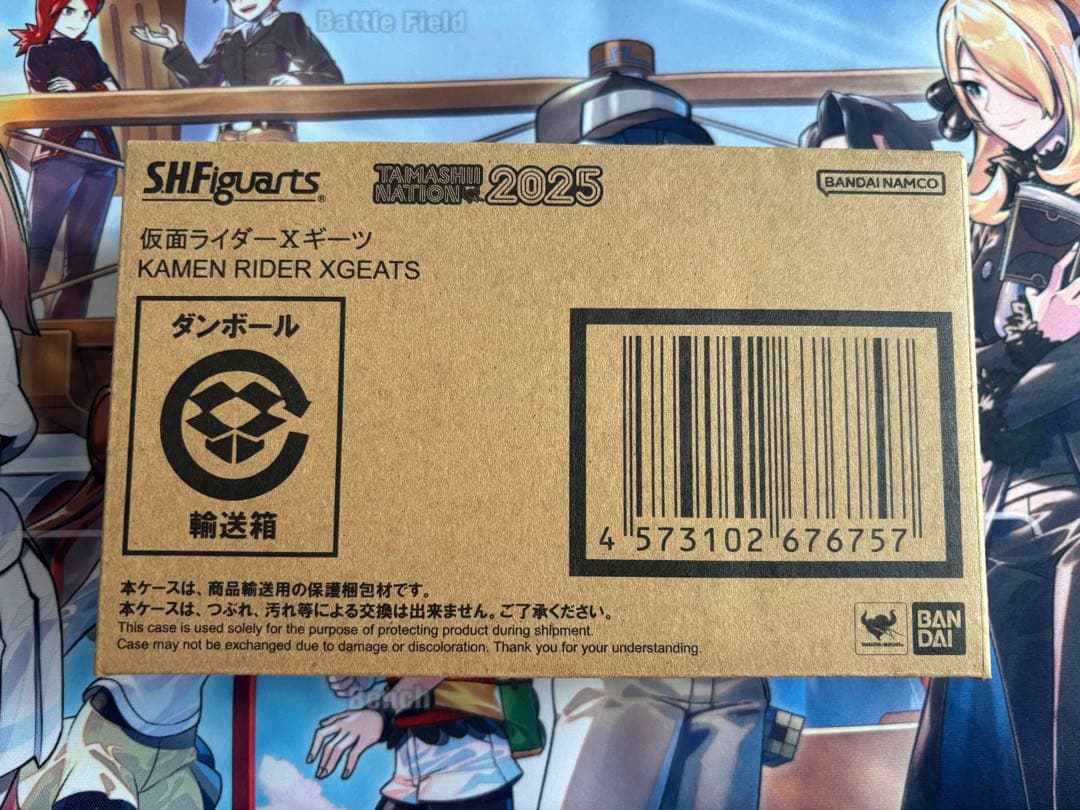 Battle Field
S.H.Figuarts®
TAMASHII NATION 2025
BANDAI NAMCO
仮面ライダーXギーツ
KAMEN RIDER XGEATS
ダンボール
輸送箱
4 573102 676757
本ケースは、商品輸送用の保護梱包材です。
本ケースは、つぶれ、汚れ等による交換は出来ません。ご了承ください。
This case is used solely for the purpose of protecting product during shipment.
Case may not be exchanged due to damage or discoloration. Thank you for your understanding.
TAMASHII NATIONS
BAN
DAI
Bench